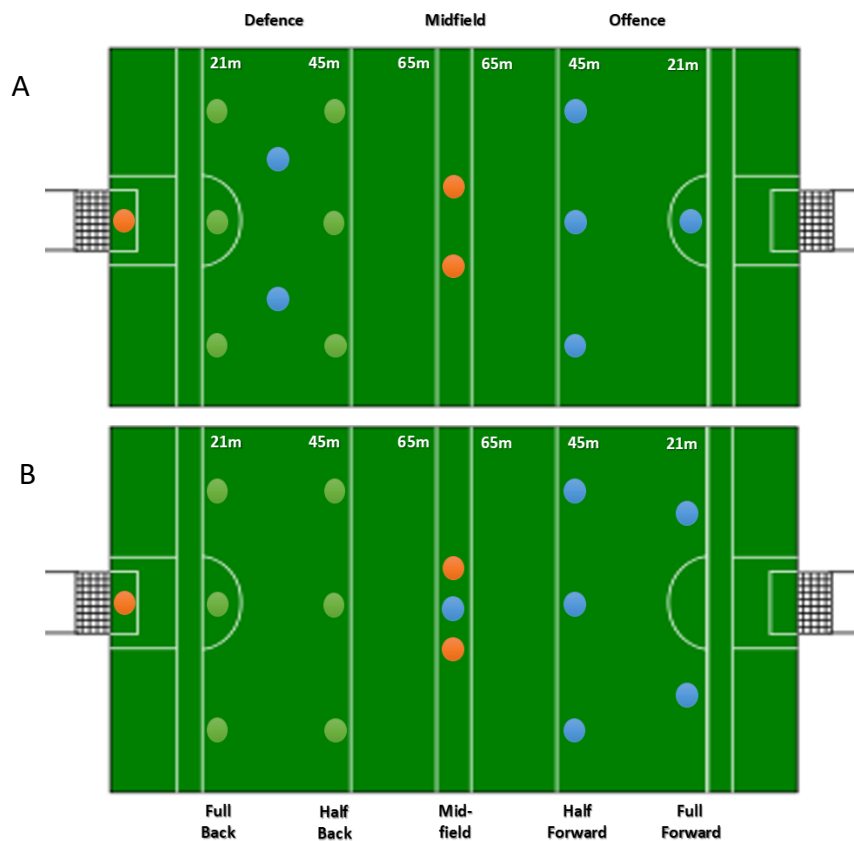 Defence Midfield Offence
A
21m 45m 65m 65m 45m 21m
B
21m 45m 65m 65m 45m 21m
Full Half Mid- Half Full
Back Back field Forward Forward